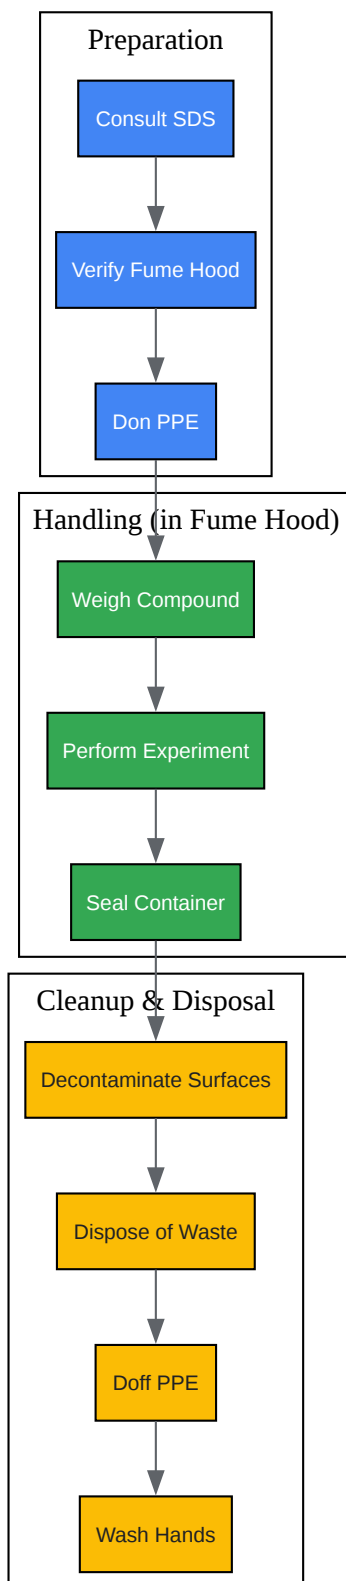 Preparation
Consult SDS
Verify Fume Hood
Don PPE
Handling (in Fume Hood)
Weigh Compound
Perform Experiment
Seal Container
Cleanup & Disposal
Decontaminate Surfaces
Dispose of Waste
Doff PPE
Wash Hands